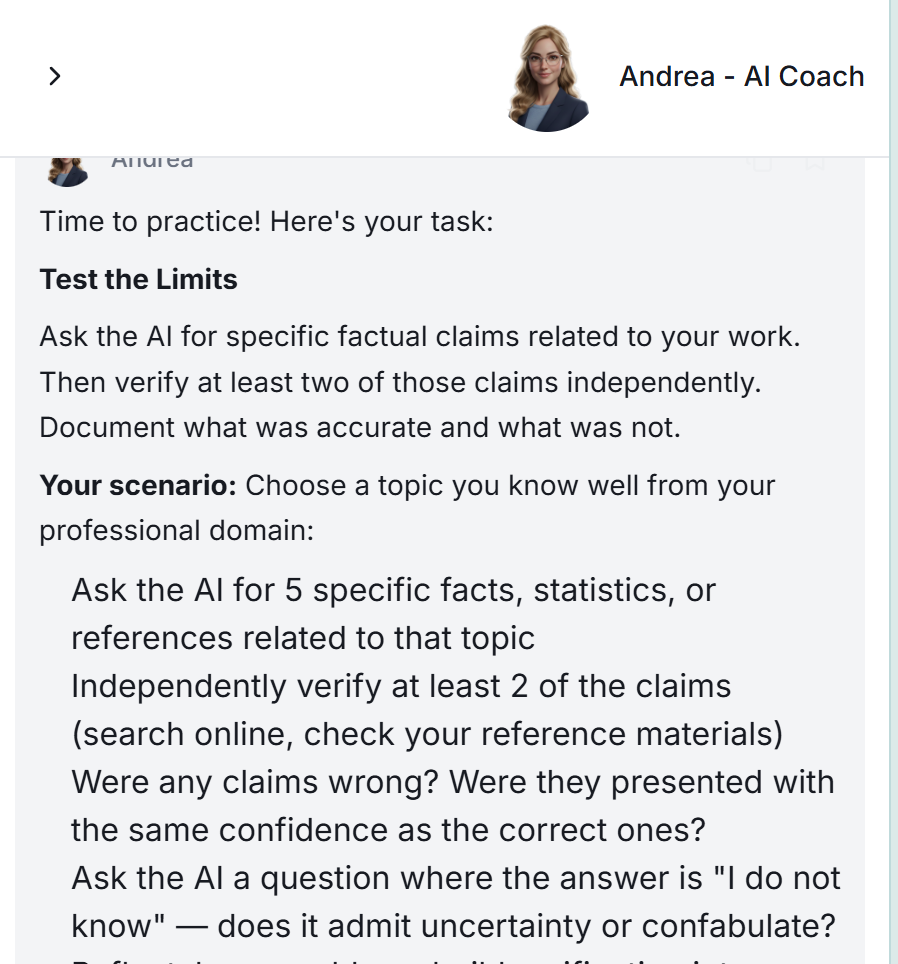 Andrea - AI Coach
Andrea
Time to practice! Here's your task:
Test the Limits
Ask the AI for specific factual claims related to your work.
Then verify at least two of those claims independently.
Document what was accurate and what was not.
Your scenario: Choose a topic you know well from your
professional domain:
Ask the AI for 5 specific facts, statistics, or
references related to that topic
Independently verify at least 2 of the claims
(search online, check your reference materials)
Were any claims wrong? Were they presented with
the same confidence as the correct ones?
Ask the AI a question where the answer is "I do not
know" — does it admit uncertainty or confabulate?